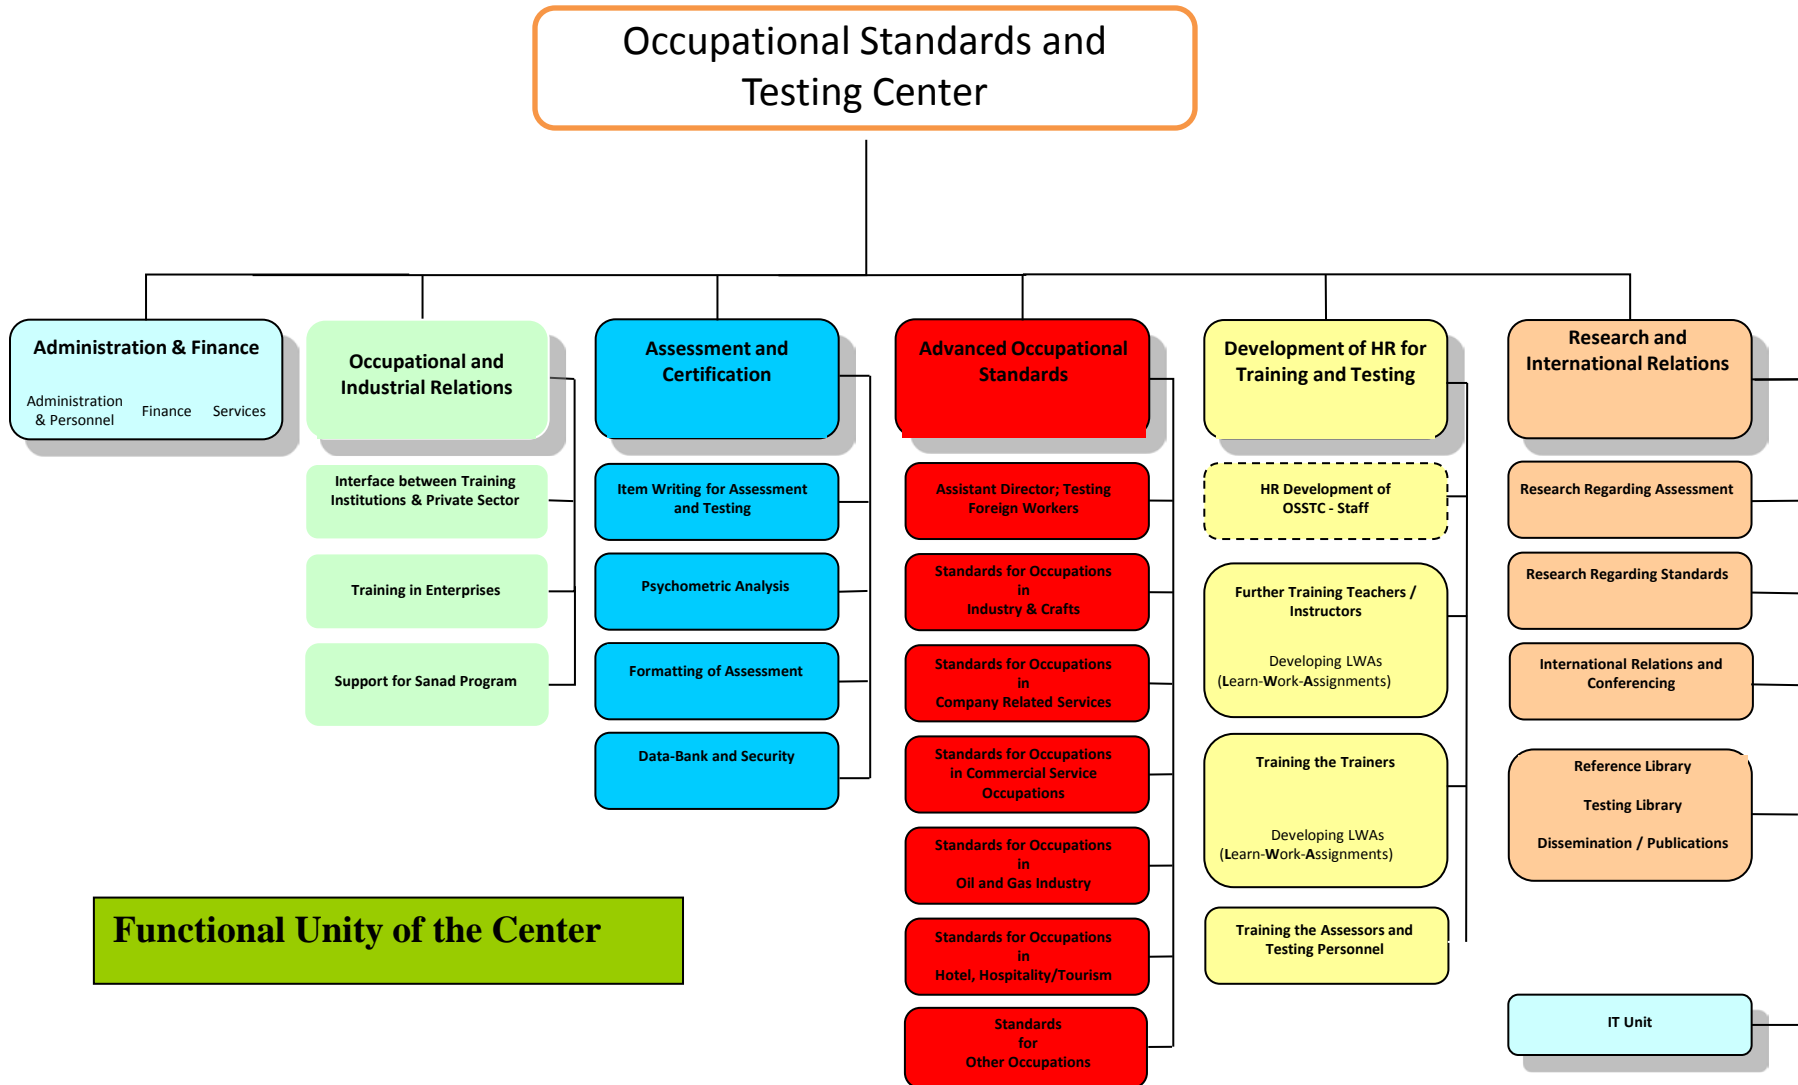 Occupational Standards and
Testing Center
Administration & Finance
Administration
& Personnel
Finance
Services
Occupational and
Industrial Relations
Interface between Training
Institutions & Private Sector
Training in Enterprises
Support for Sanad Program
Assessment and
Certification
Item Writing for Assessment
and Testing
Psychometric Analysis
Formatting of Assessment
Data-Bank and Security
Advanced Occupational
Standards
Assistant Director; Testing
Foreign Workers
Standards for Occupations
in
Industry & Crafts
Standards for Occupations
in
Company Related Services
Standards for Occupations
in Commercial Service
Occupations
Standards for Occupations
in
Oil and Gas Industry
Standards for Occupations
in
Hotel, Hospitality/Tourism
Standards
for
Other Occupations
Development of HR for
Training and Testing
HR Development of
OSSTC - Staff
Further Training Teachers /
Instructors
Developing LWAs
(Learn-Work-Assignments)
Training the Trainers
Developing LWAs
(Learn-Work-Assignments)
Training the Assessors and
Testing Personnel
Research and
International Relations
Research Regarding Assessment
Research Regarding Standards
International Relations and
Conferencing
Reference Library
Testing Library
Dissemination / Publications
IT Unit
Functional Unity of the Center